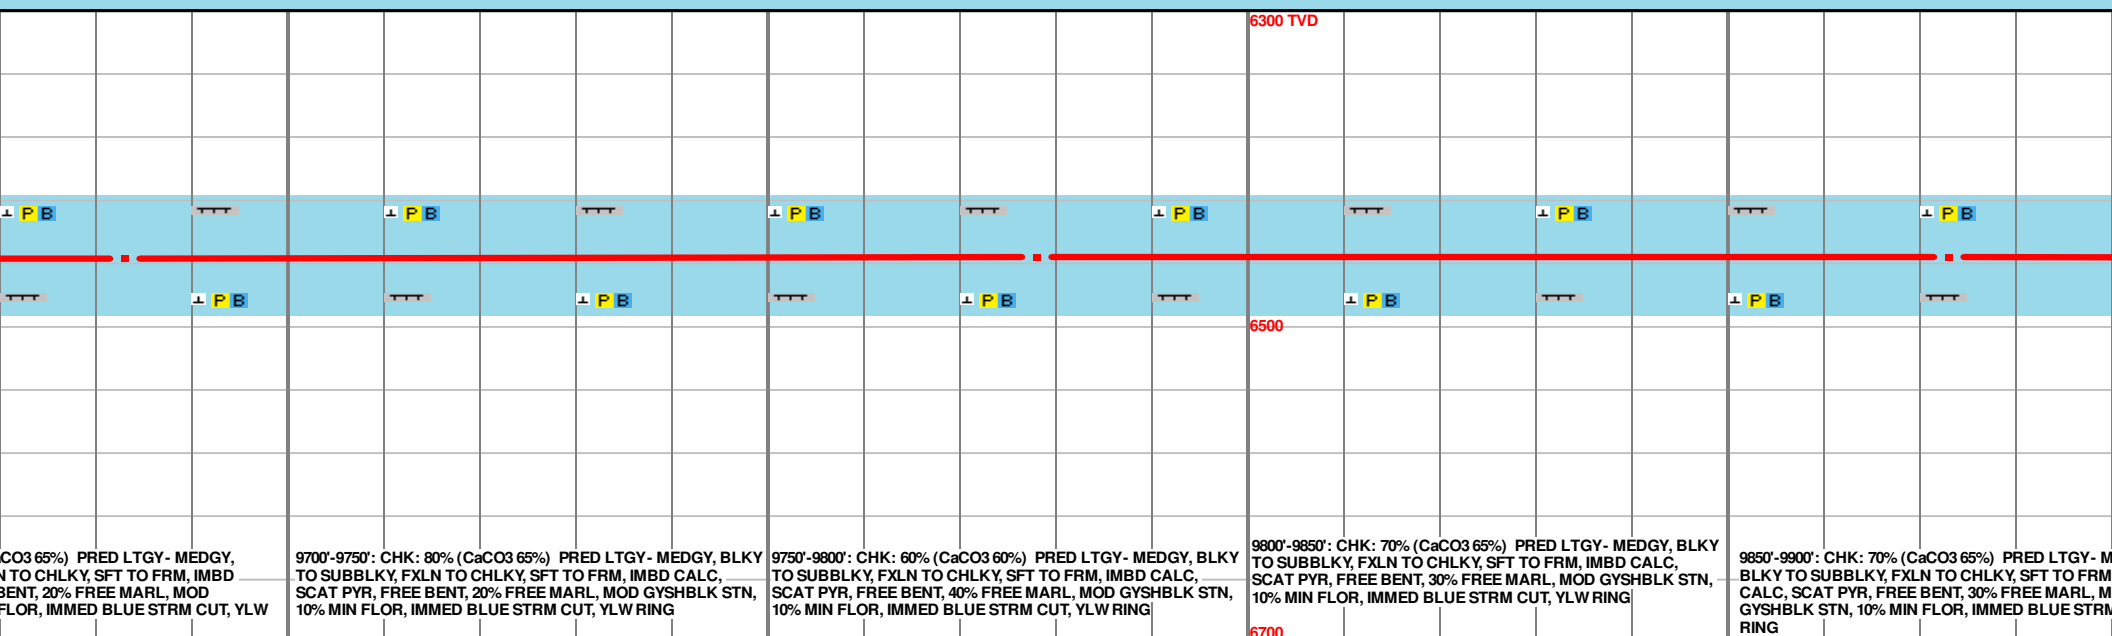 6300 TVD
P B
P B
P B
P B
P B
P B
P B
P B
P B
P B
P B
6500
CO3 65%) PRED LTGY- MEDGY,
N TO CHLKY, SFT TO FRM, IMBD
BENT, 20% FREE MARL, MOD
FLOR, IMMED BLUE STRM CUT, YLW
9700'-9750': CHK: 80% (CaCO3 65%) PRED LTGY- MEDGY, BLKY
TO SUBBLKY, FXLN TO CHLKY, SFT TO FRM, IMBD CALC,
SCAT PYR, FREE BENT, 20% FREE MARL, MOD GYSHBLK STN,
10% MIN FLOR, IMMED BLUE STRM CUT, YLW RING
9750'-9800': CHK: 60% (CaCO3 60%) PRED LTGY- MEDGY, BLKY
TO SUBBLKY, FXLN TO CHLKY, SFT TO FRM, IMBD CALC,
SCAT PYR, FREE BENT, 40% FREE MARL, MOD GYSHBLK STN,
10% MIN FLOR, IMMED BLUE STRM CUT, YLW RING
9800'-9850': CHK: 70% (CaCO3 65%) PRED LTGY- MEDGY, BLKY
TO SUBBLKY, FXLN TO CHLKY, SFT TO FRM, IMBD CALC,
SCAT PYR, FREE BENT, 30% FREE MARL, MOD GYSHBLK STN,
10% MIN FLOR, IMMED BLUE STRM CUT, YLW RING
9850'-9900': CHK: 70% (CaCO3 65%) PRED LTGY- M
BLKY TO SUBBLKY, FXLN TO CHLKY, SFT TO FRM
CALC, SCAT PYR, FREE BENT, 30% FREE MARL, M
GYSHBLK STN, 10% MIN FLOR, IMMED BLUE STRM
RING
6700